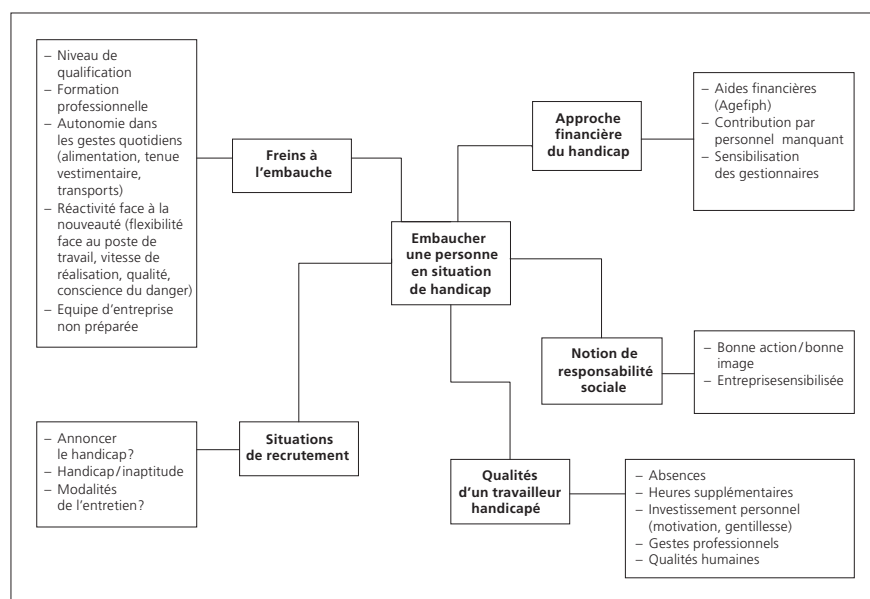 – Niveau de
qualification
– Formation
professionnelle
– Autonomie dans
les gestes quotidiens
(alimentation, tenue
vestimentaire,
transports)
– Réactivité face à la
nouveauté (flexibilité
face au poste de
travail, vitesse de
réalisation, qualité,
conscience du danger)
– Equipe d’entreprise
non préparée
Freins à
l’embauche
Approche
financière
du handicap
– Aides financières
(Agefiph)
– Contribution par
personnel manquant
– Sensibilisation
des gestionnaires
Embaucher
une personne
en situation
de handicap
Notion de
responsabilité
sociale
– Bonne action/bonne
image
– Entreprisesensibilisée
– Annoncer
le handicap?
– Handicap/inaptitude
– Modalités
de l’entretien?
Situations
de recrutement
Qualités
d’un travailleur
handicapé
– Absences
– Heures supplémentaires
– Investissement personnel
(motivation, gentillesse)
– Gestes professionnels
– Qualités humaines